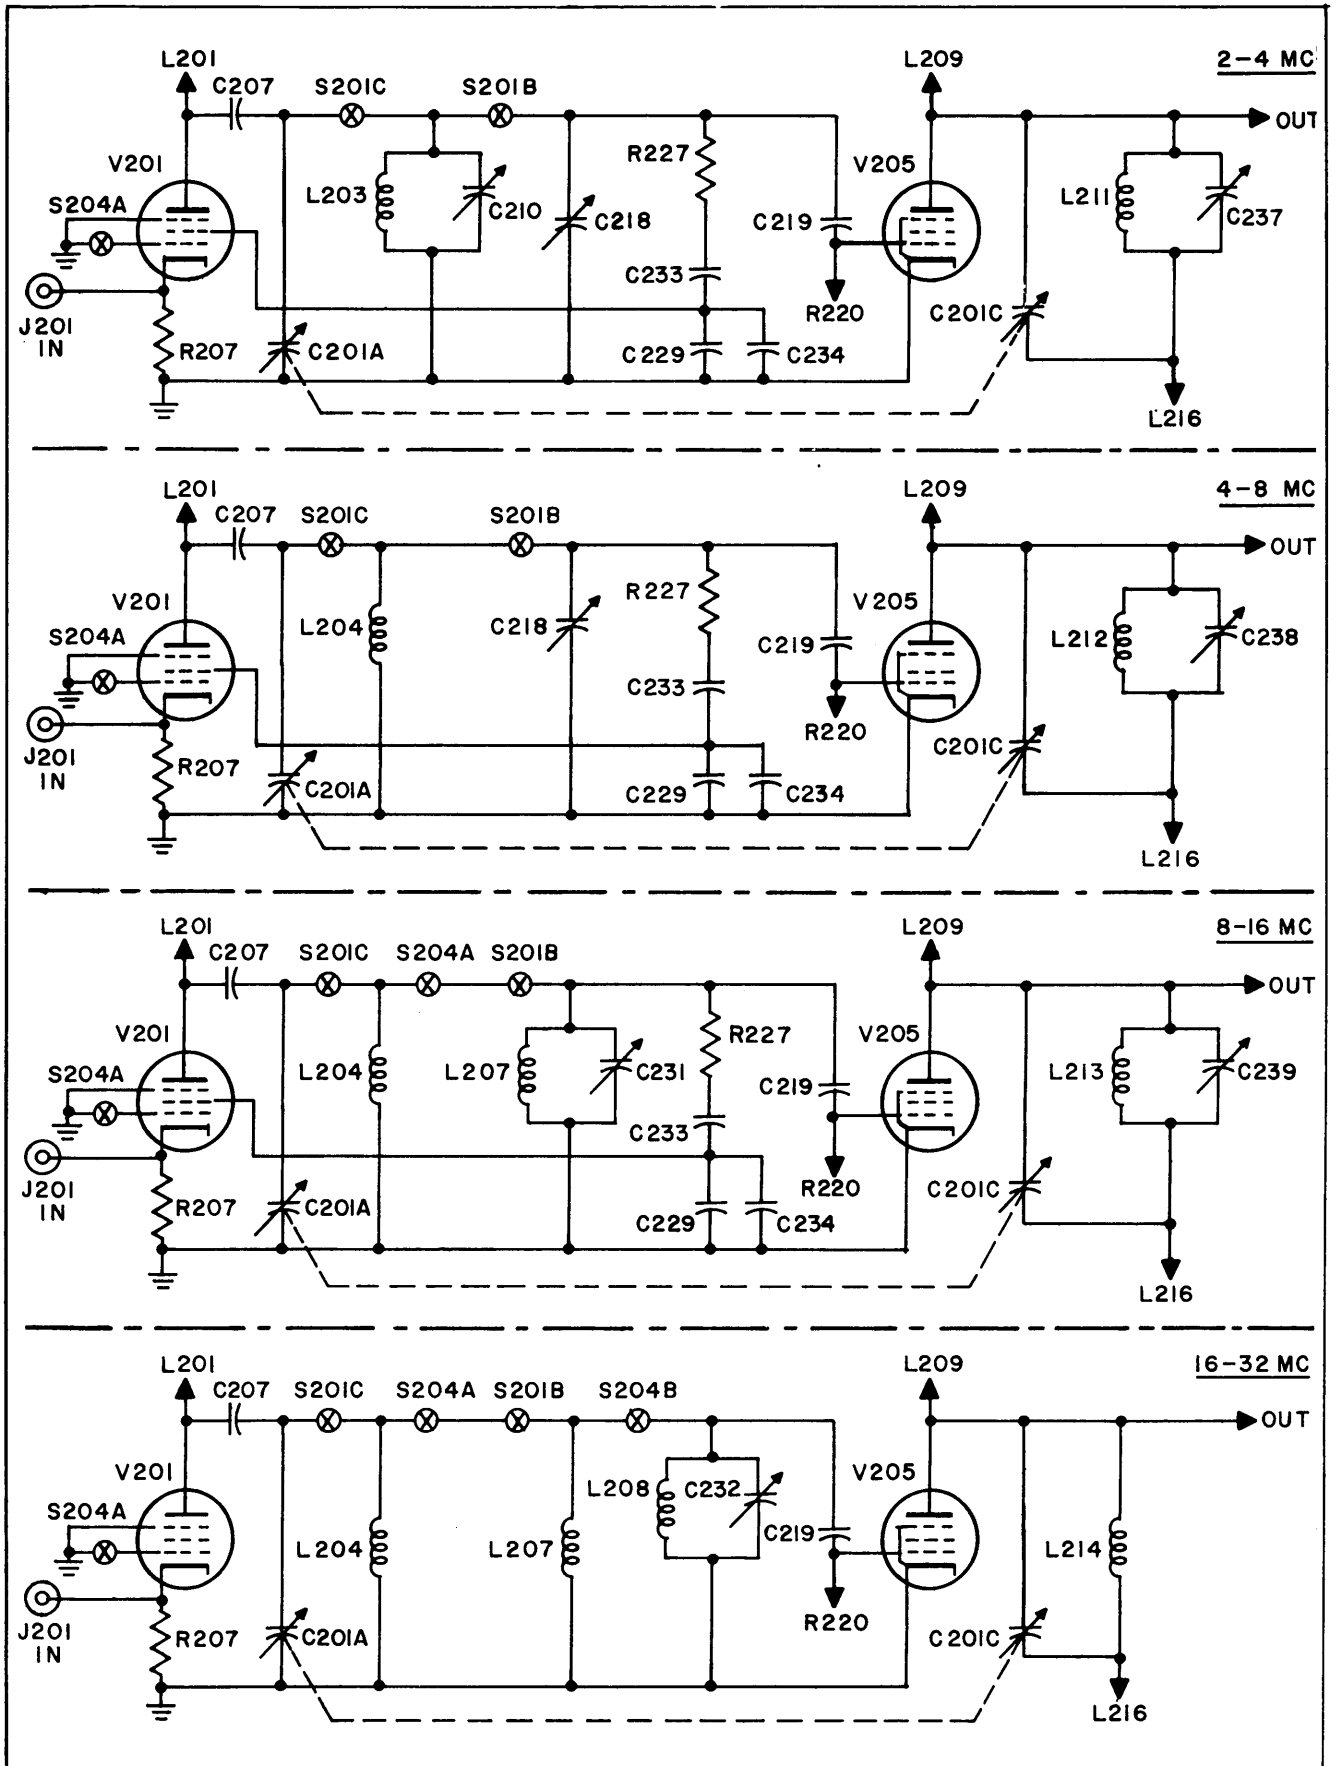 L201
L209
2-4 MC
C207
S201C
S201B
OUT
V201
R227
V205
S204A
L203
C210
C218
C219
L211
C237
C233
J201
IN
R207
C201A
C229
C234
R220
C201C
L216
L201
L209
4-8 MC
C207
S201C
S201B
OUT
V201
R227
V205
S204A
L204
C218
C219
L212
C238
C233
R220
C201C
J201
IN
R207
C201A
C229
C234
L216
L201
L209
8-16 MC
C207
S201C
S204A
S201B
OUT
V201
R227
V205
S204A
L204
L207
C231
C219
L213
C239
C233
J201
IN
R207
C201A
C229
C234
R220
C201C
L216
L201
L209
16-32 MC
C207
S201C
S204A
S201B
S204B
OUT
V201
V205
S204A
L208
C232
L204
L207
C219
L214
J201
IN
R207
C201A
R220
C201C
L216